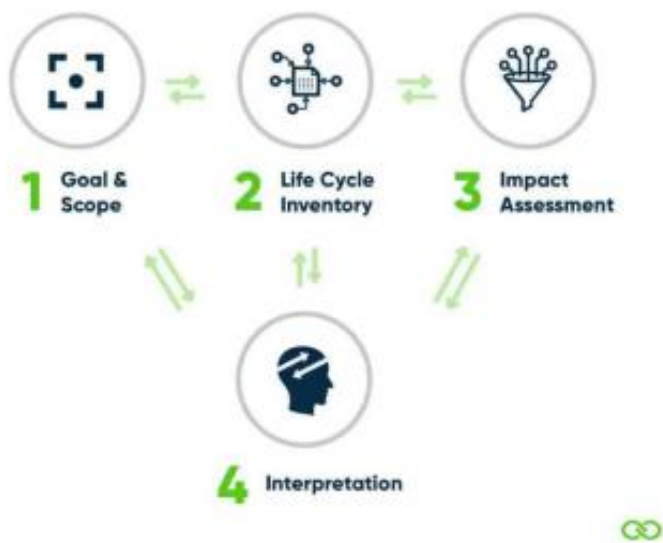 1 Goal &
Scope
2 Life Cycle
Inventory
3 Impact
Assessment
4 Interpretation